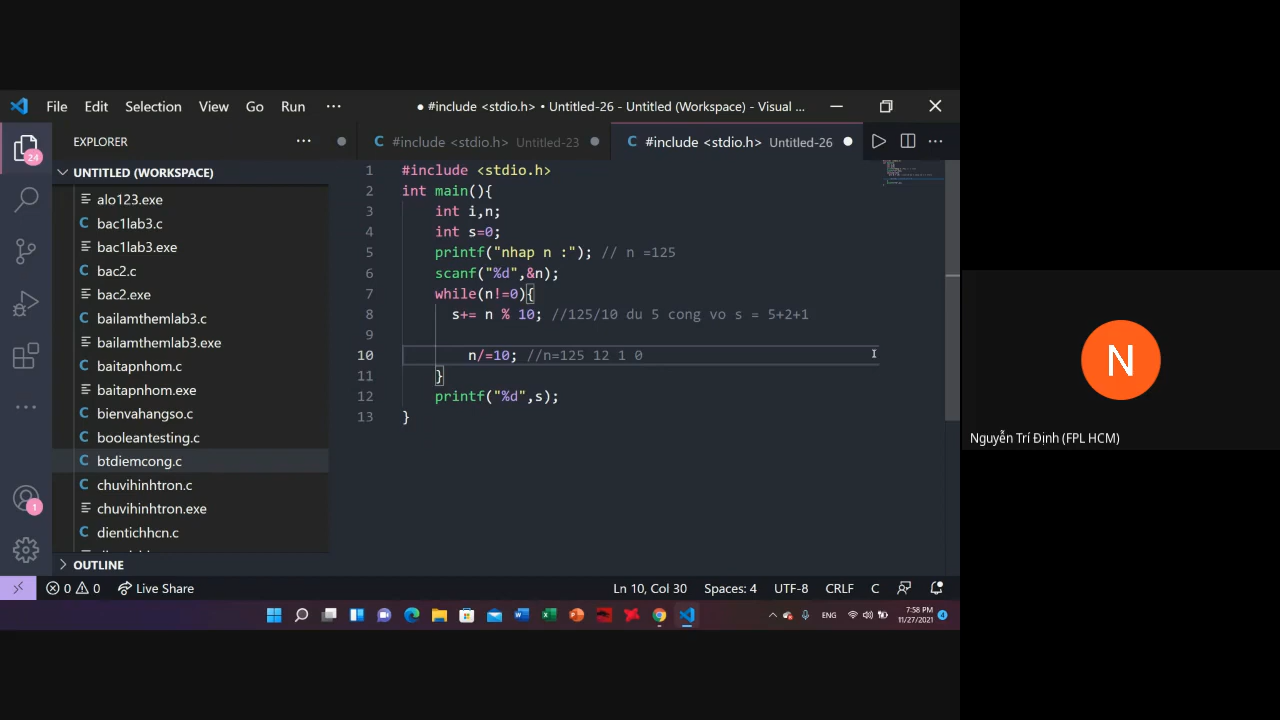 File Edit Selection View Go Run ···
● #include <stdio.h> • Untitled-26 - Untitled (Workspace) - Visual ...
EXPLORER ···
#include <stdio.h> Untitled-23
#include <stdio.h> Untitled-26
24
UNTITLED (WORKSPACE)
alo123.exe
bac1lab3.c
bac1lab3.exe
bac2.c
bac2.exe
bailamthemlab3.c
bailamthemlab3.exe
baitapnhom.c
baitapnhom.exe
bienvahangso.c
booleantesting.c
btdiemcong.c
chuvihinhtron.c
chuvihinhtron.exe
dientichhcn.c
OUTLINE
1 #include <stdio.h>
2 int main(){
3 int i,n;
4 int s=0;
5 printf("nhap n :"); // n =125
6 scanf("%d",&n);
7 while(n!=0){
8 s+= n % 10; //125/10 du 5 cong vo s = 5+2+1
9
10 n/=10; //n=125 12 1 0
11 }
12 printf("%d",s);
13 }
1
0 0 Live Share
Ln 10, Col 30 Spaces: 4 UTF-8 CRLF C
ENG 7:58 PM
11/27/2021 4
N
Nguyễn Trí Định (FPL HCM)